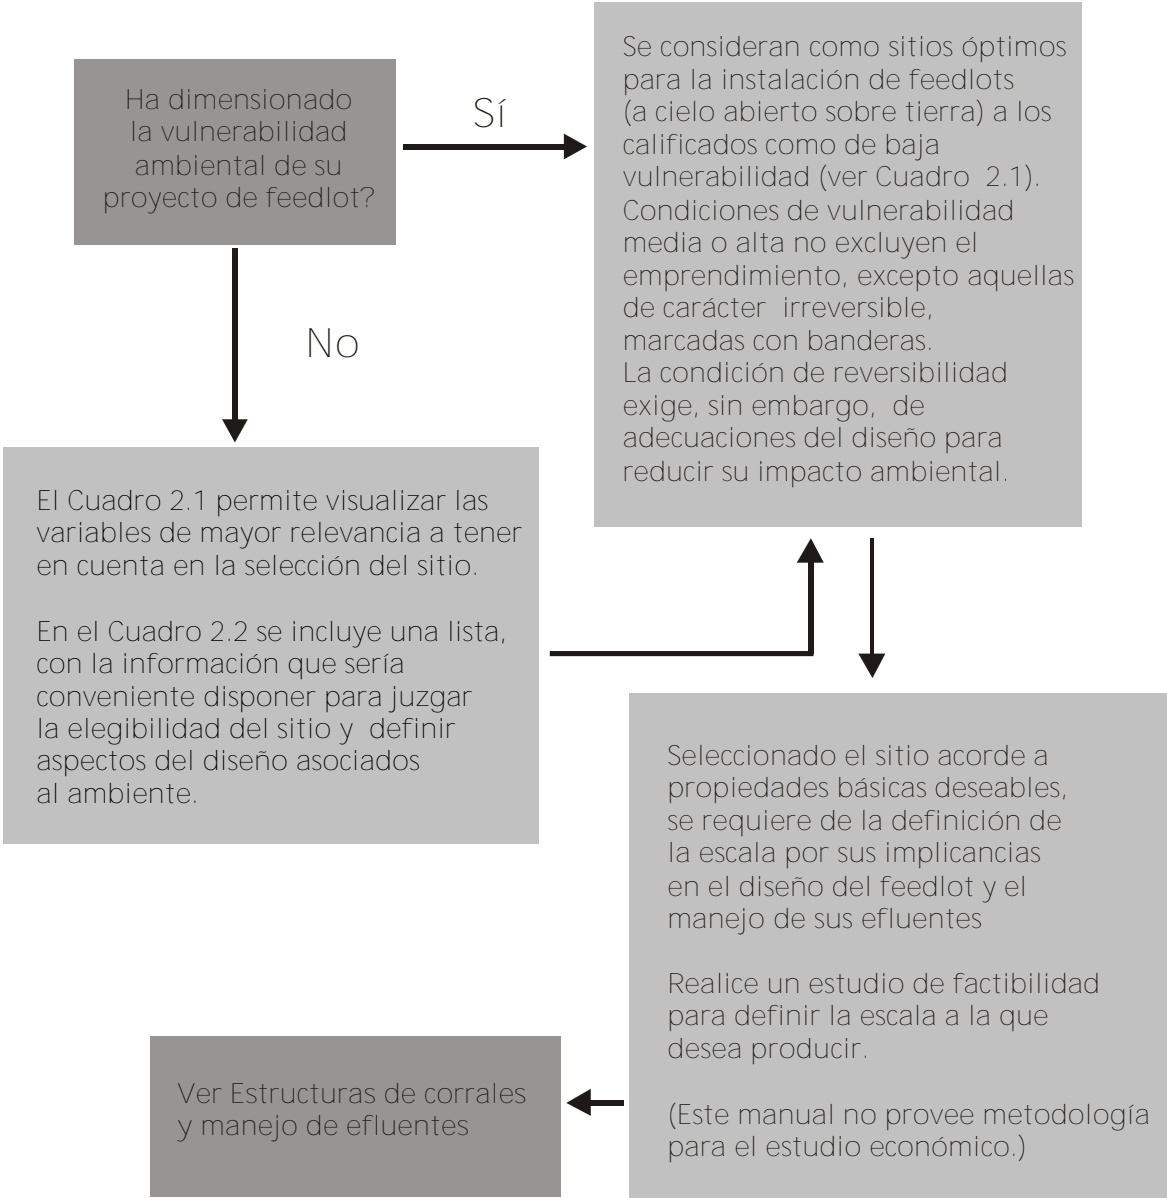 Ha dimensionado
la vulnerabilidad
ambiental de su
proyecto de feedlot?
Sí
Se consideran como sitios óptimos
para la instalación de feedlots
(a cielo abierto sobre tierra) a los
calificados como de baja
vulnerabilidad (ver Cuadro 2.1).
Condiciones de vulnerabilidad
media o alta no excluyen el
emprendimiento, excepto aquellas
de carácter irreversible,
marcadas con banderas.
La condición de reversibilidad
exige, sin embargo, de
adecuaciones del diseño para
reducir su impacto ambiental.
No
El Cuadro 2.1 permite visualizar las
variables de mayor relevancia a tener
en cuenta en la selección del sitio.
En el Cuadro 2.2 se incluye una lista,
con la información que sería
conveniente disponer para juzgar
la elegibilidad del sitio y definir
aspectos del diseño asociados
al ambiente.
Seleccionado el sitio acorde a
propiedades básicas deseables,
se requiere de la definición de
la escala por sus implicancias
en el diseño del feedlot y el
manejo de sus efluentes
Realice un estudio de factibilidad
para definir la escala a la que
desea producir.
(Este manual no provee metodología
para el estudio económico.)
Ver Estructuras de corrales
y manejo de efluentes